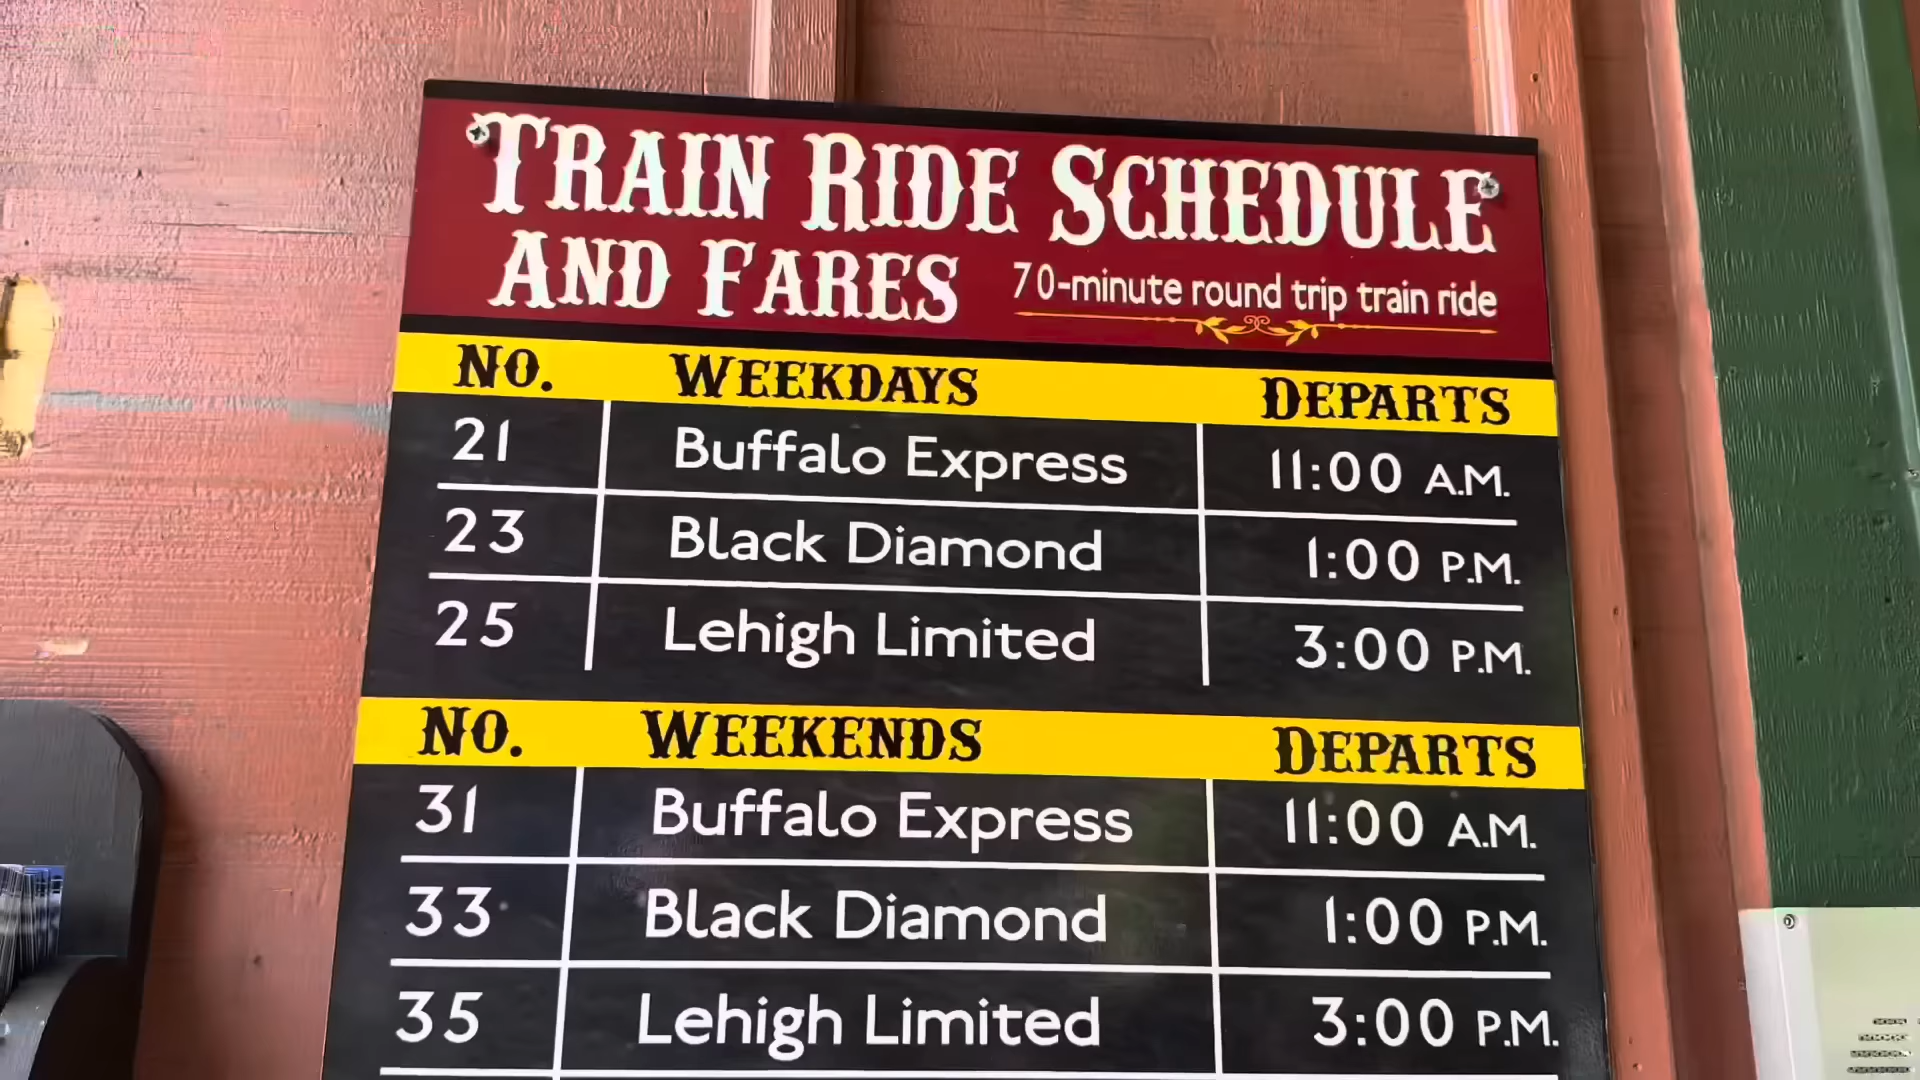 TRAIN RIDE SCHEDULE
AND FARES 70-minute round trip train ride
NO. WEEKDAYS DEPARTS
21 Buffalo Express 11:00 A.M.
23 Black Diamond 1:00 P.M.
25 Lehigh Limited 3:00 P.M.
NO. WEEKENDS DEPARTS
31 Buffalo Express 11:00 A.M.
33 Black Diamond 1:00 P.M.
35 Lehigh Limited 3:00 P.M.